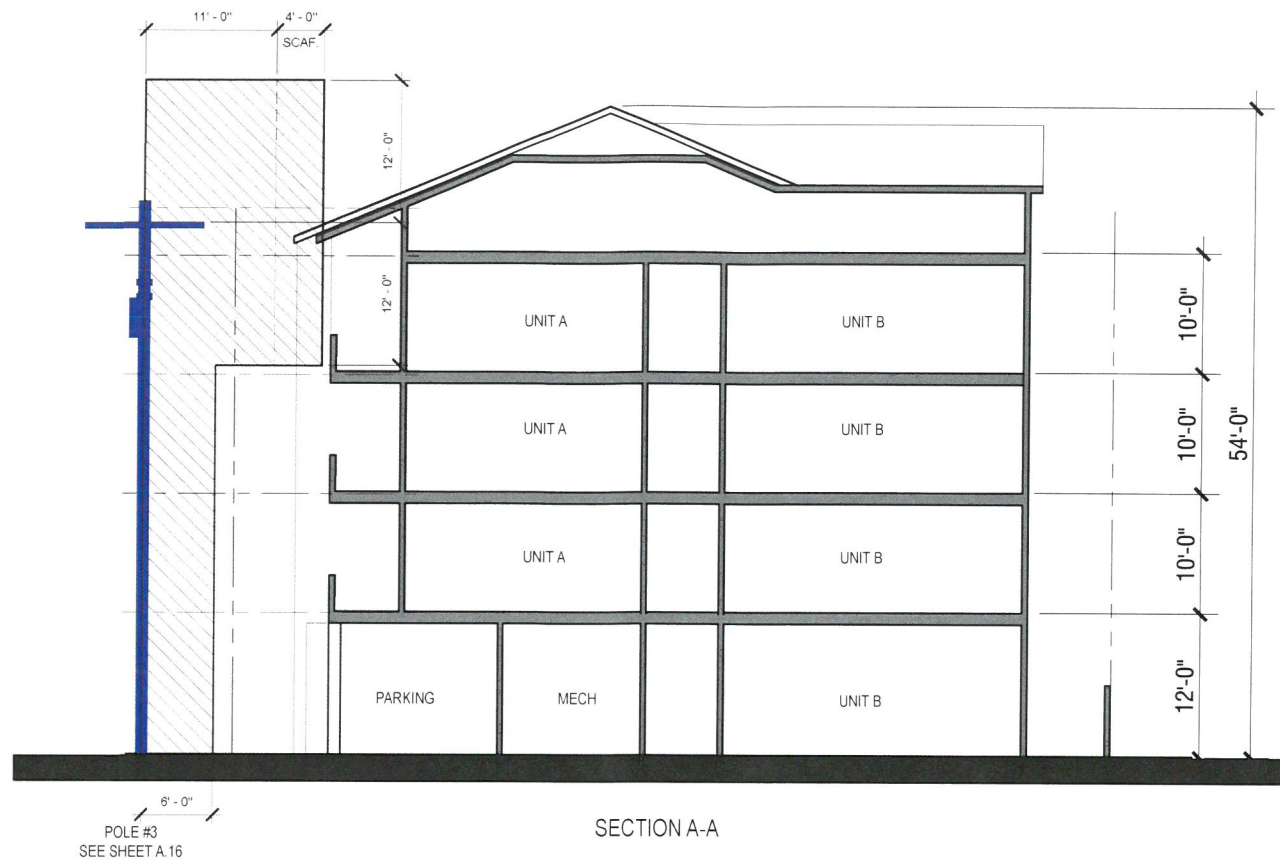 11' - 0"
4' - 0"
SCAF.
12' - 0"
12' - 0"
UNIT A
UNIT B
10'-0"
54'-0"
UNIT A
UNIT B
10'-0"
UNIT A
UNIT B
10'-0"
PARKING
MECH
UNIT B
12'-0"
6' - 0"
POLE #3
SEE SHEET A.16
SECTION A-A